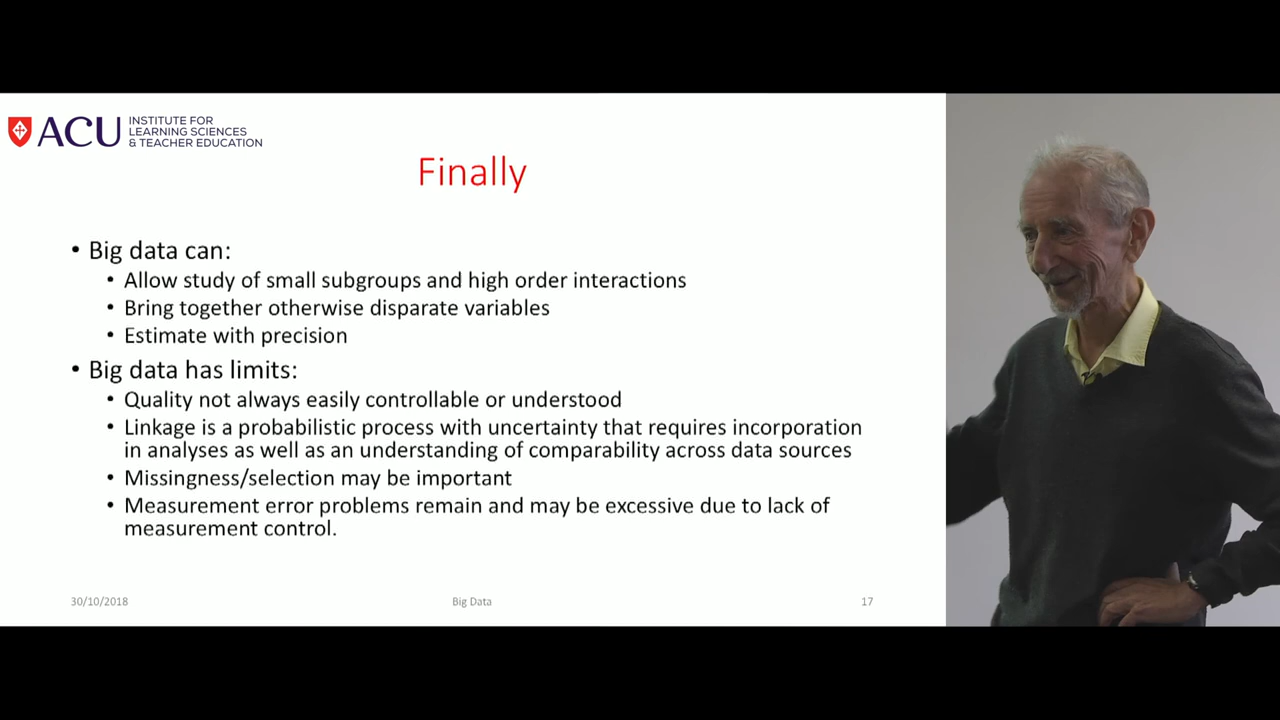 ACU
INSTITUTE FOR
LEARNING SCIENCES
& TEACHER EDUCATION
Finally
• Big data can:
• Allow study of small subgroups and high order interactions
• Bring together otherwise disparate variables
• Estimate with precision
• Big data has limits:
• Quality not always easily controllable or understood
• Linkage is a probabilistic process with uncertainty that requires incorporation
in analyses as well as an understanding of comparability across data sources
• Missingness/selection may be important
• Measurement error problems remain and may be excessive due to lack of
measurement control.
30/10/2018
Big Data
17